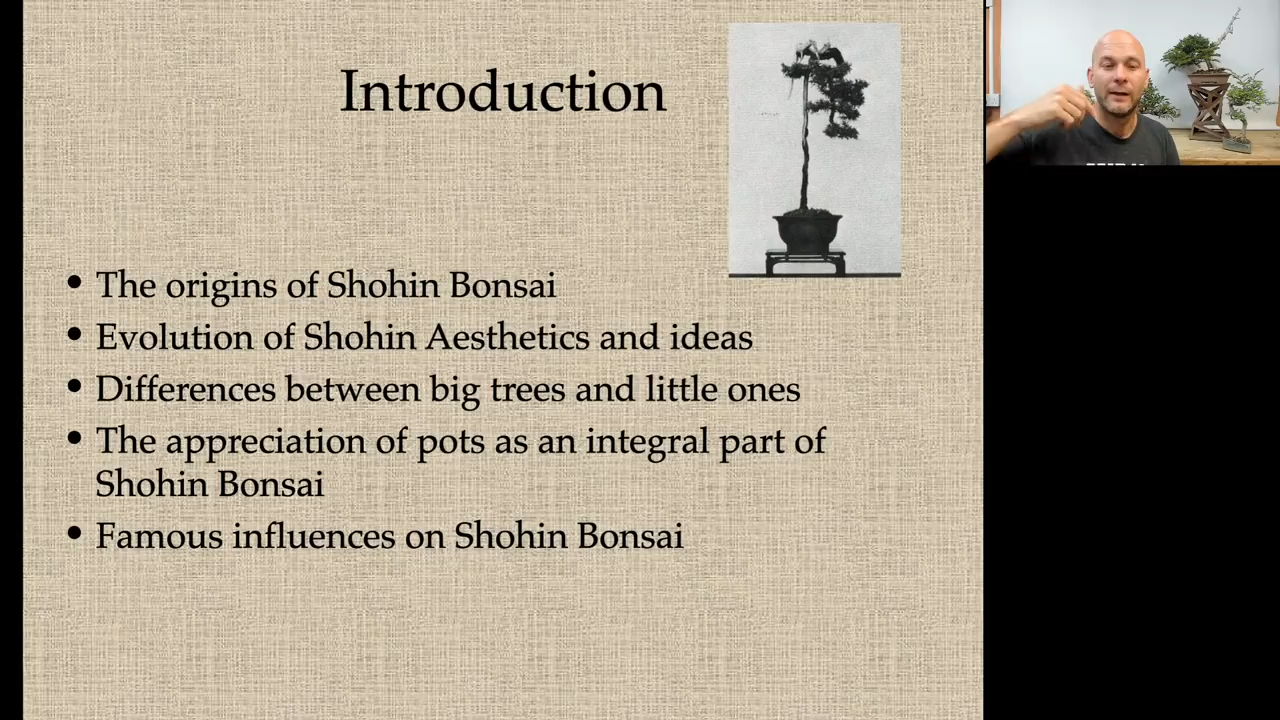 Introduction
• The origins of Shohin Bonsai
• Evolution of Shohin Aesthetics and ideas
• Differences between big trees and little ones
• The appreciation of pots as an integral part of
Shohin Bonsai
• Famous influences on Shohin Bonsai